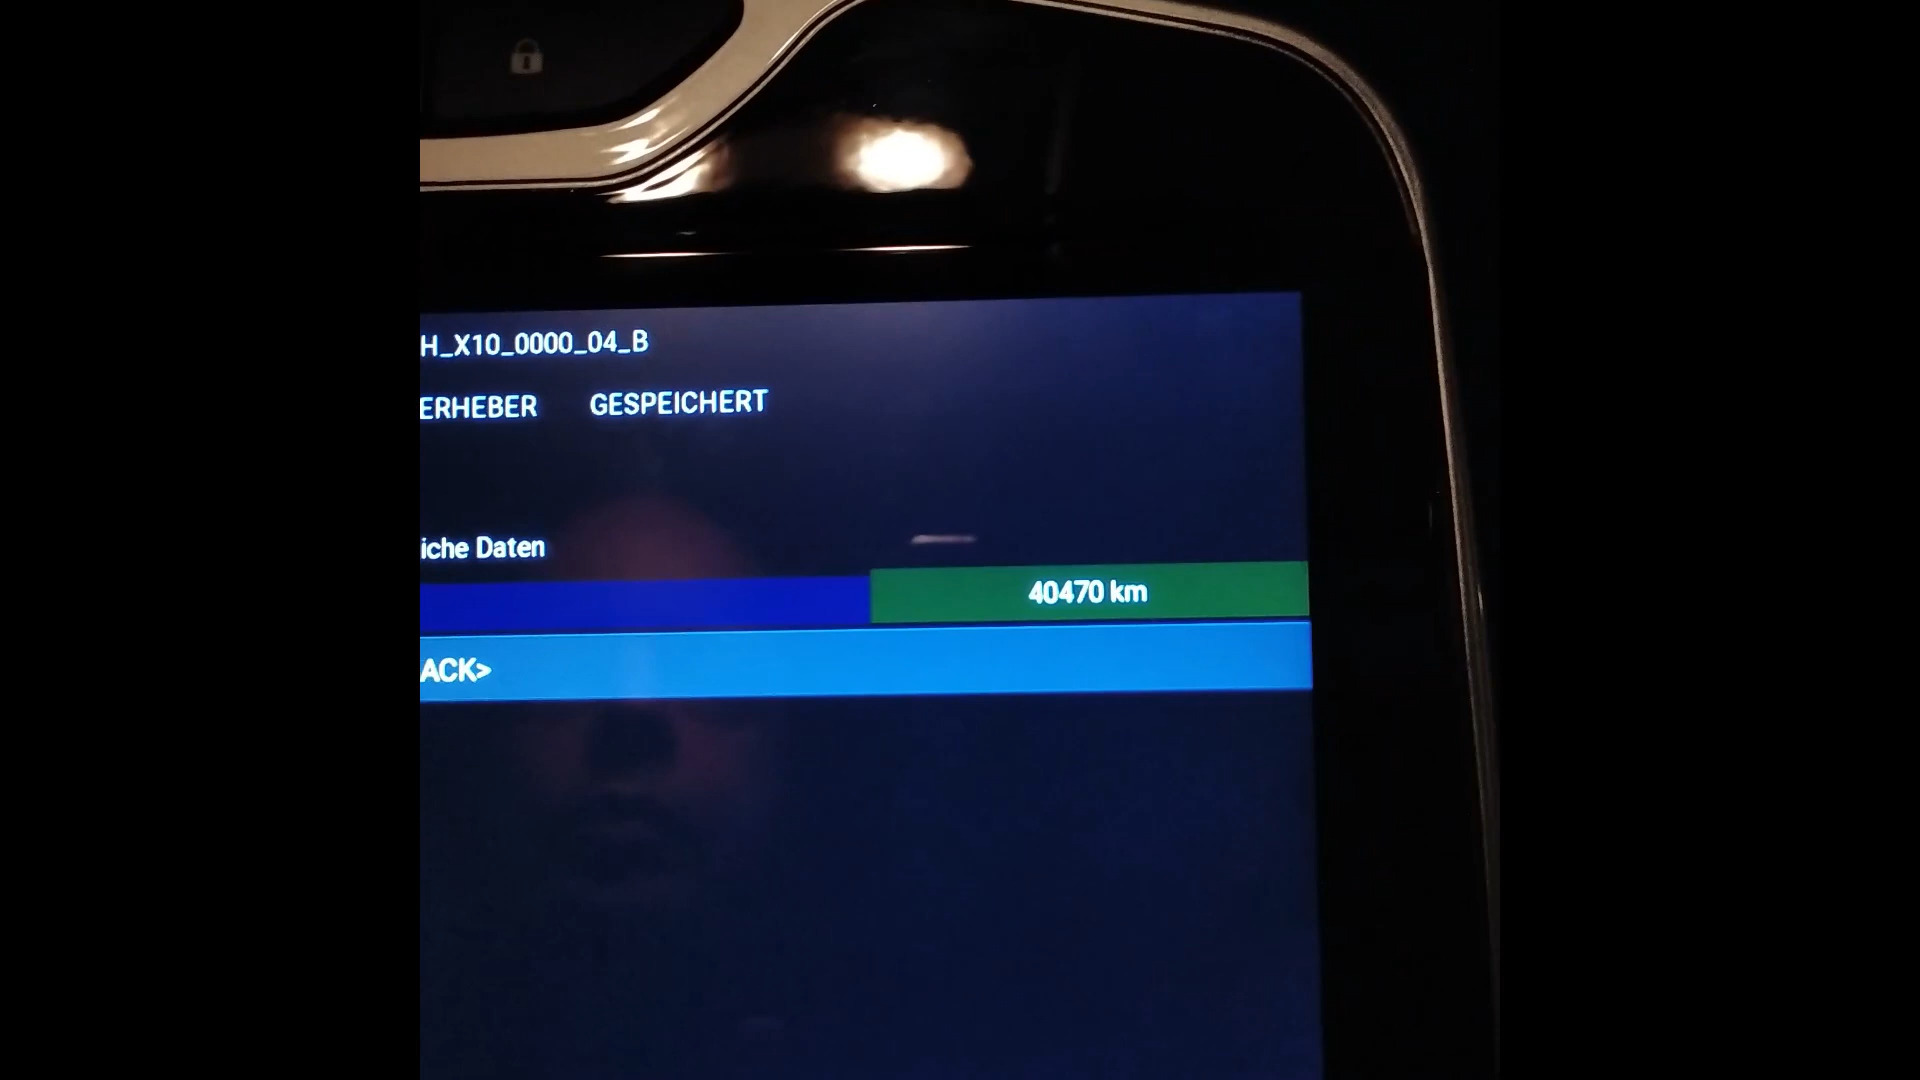 H_X10_0000_04_B
ERHEBER GESPEICHERT
iche Daten
40470 km
ACK>